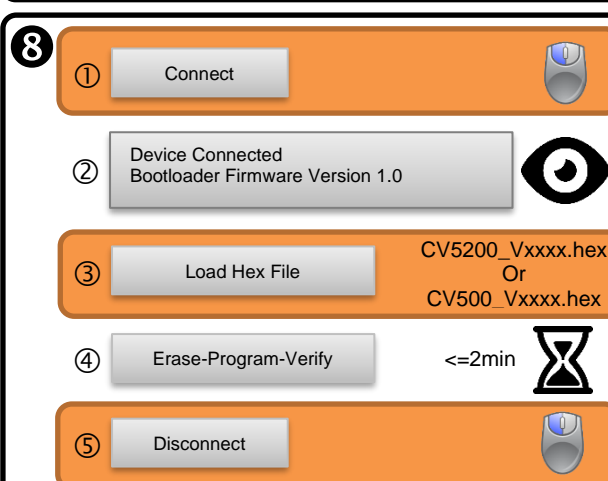 8
① Connect
② Device Connected
Bootloader Firmware Version 1.0
③ Load Hex File
CV5200_Vxxxx.hex
Or
CV500_Vxxxx.hex
④ Erase-Program-Verify <=2min
⑤ Disconnect